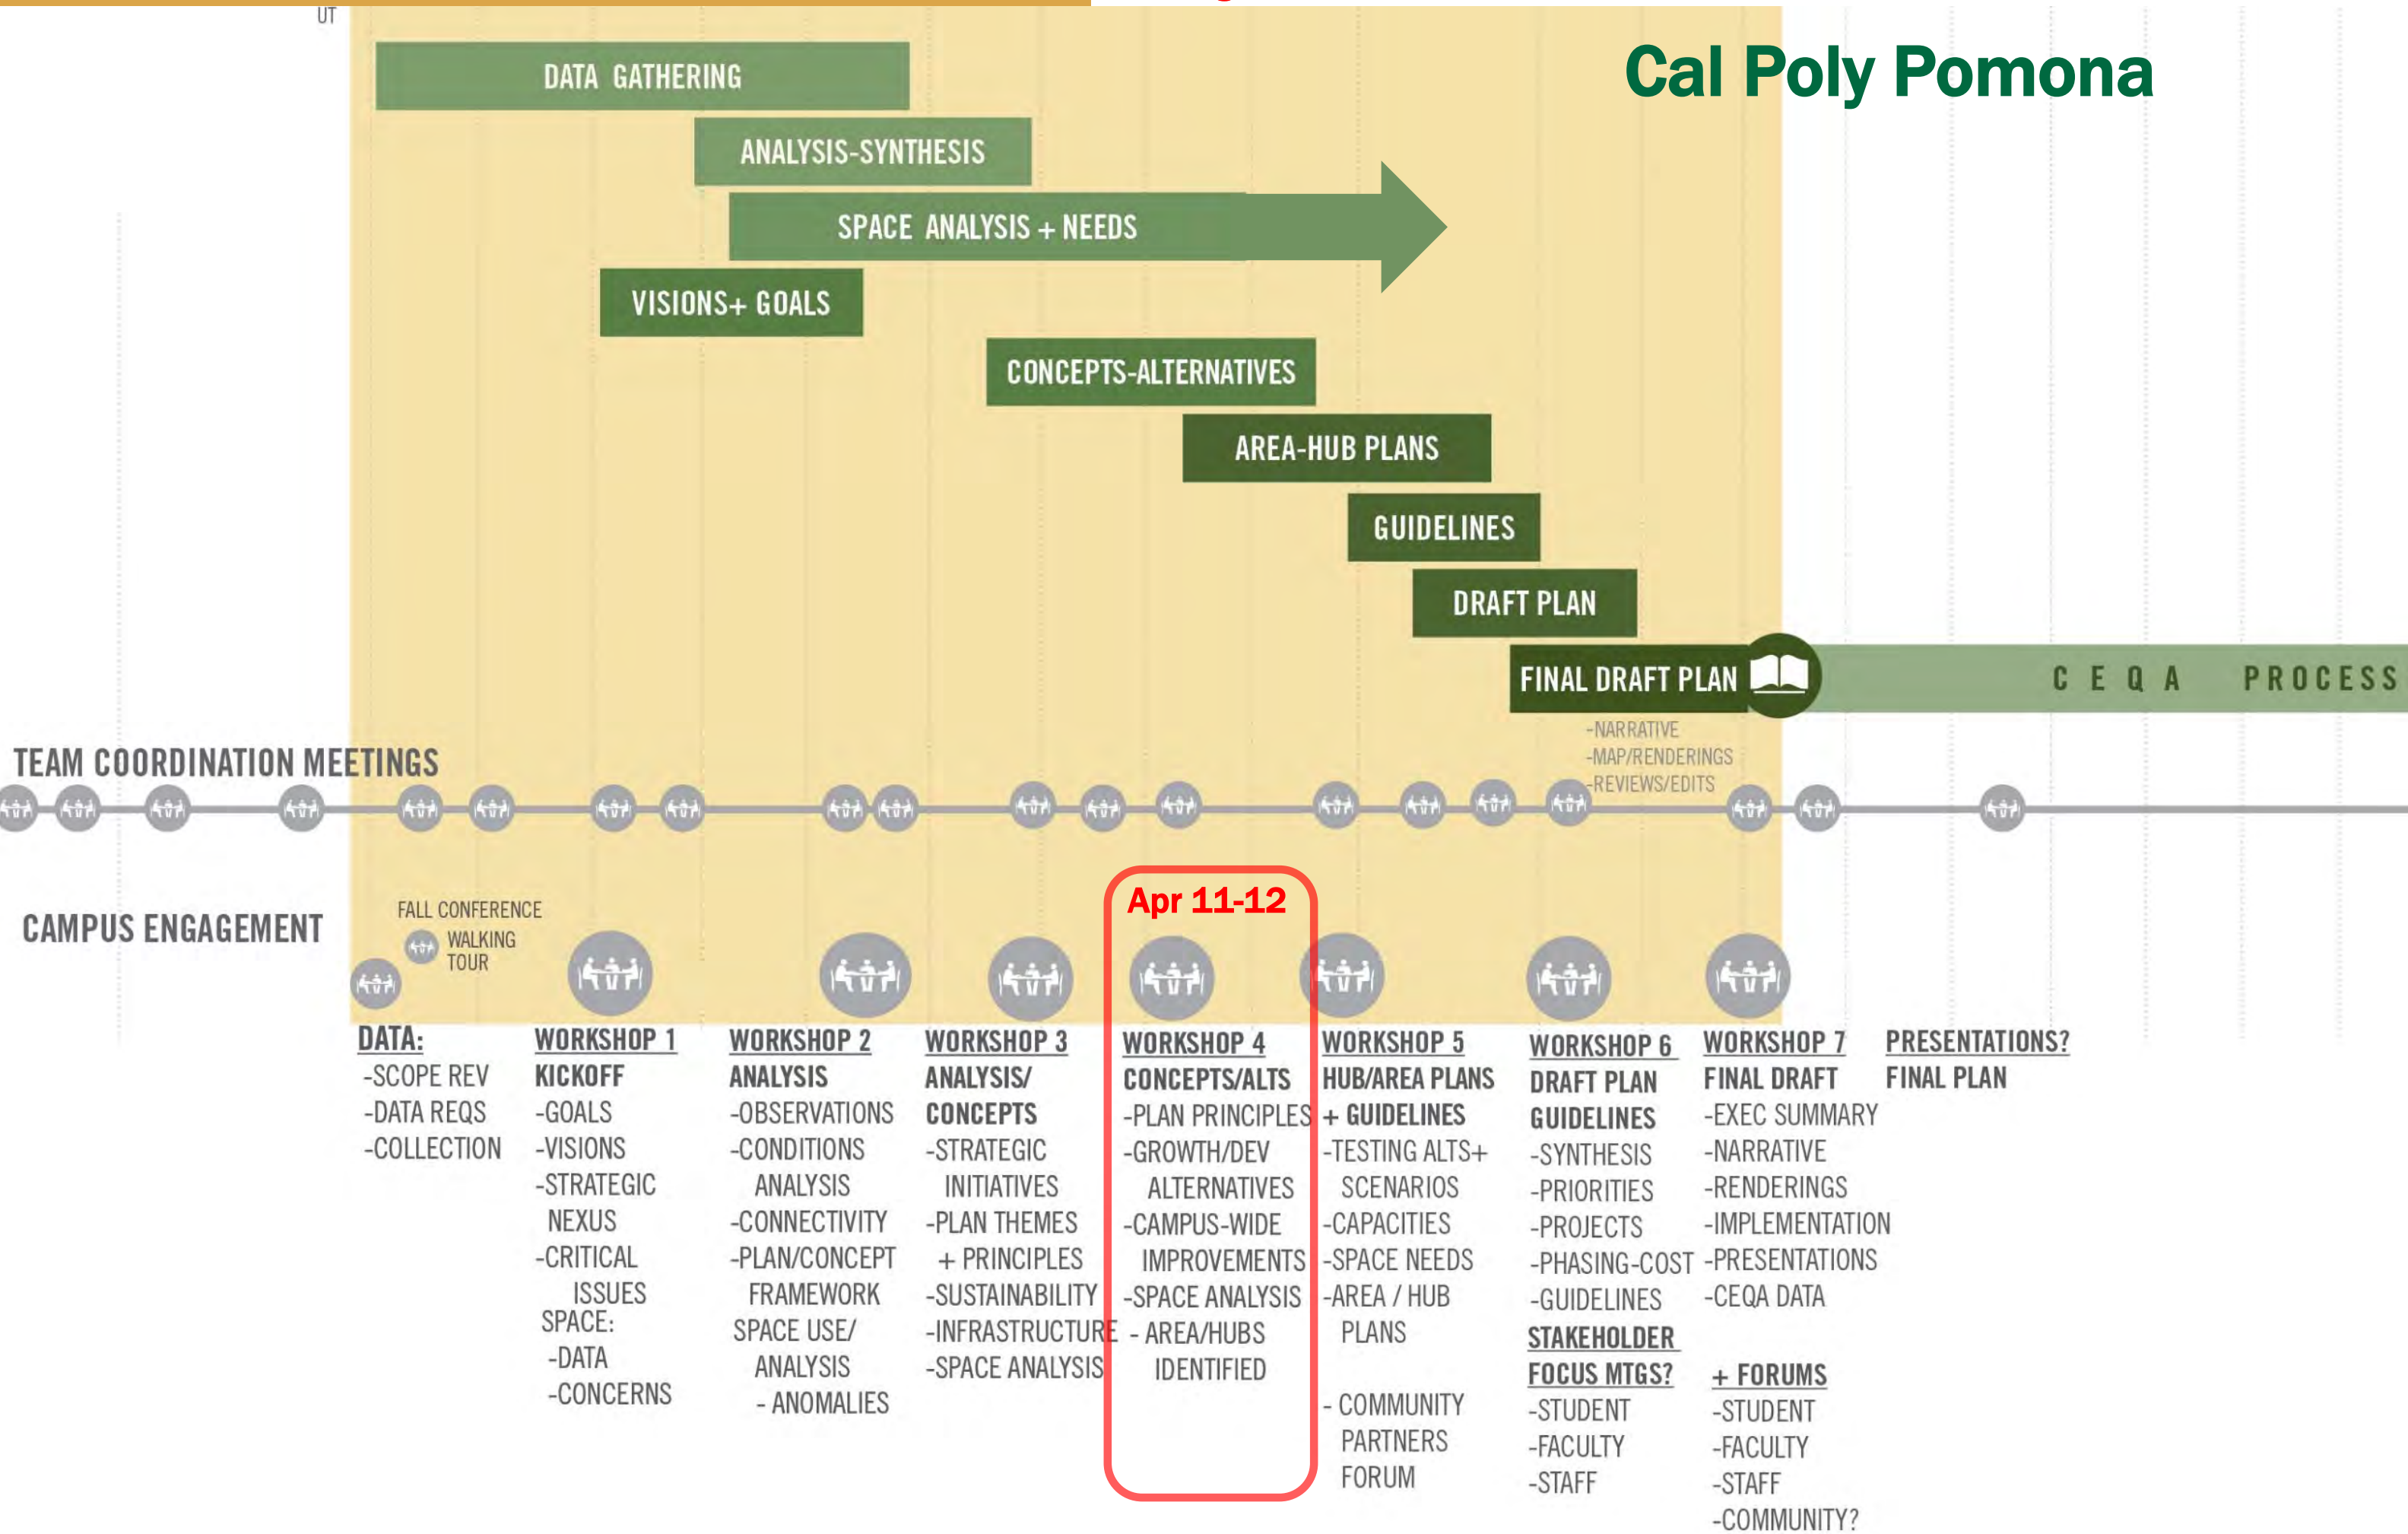 UT
Cal Poly Pomona
DATA GATHERING
ANALYSIS-SYNTHESIS
SPACE ANALYSIS + NEEDS
VISIONS+ GOALS
CONCEPTS-ALTERNATIVES
AREA-HUB PLANS
GUIDELINES
DRAFT PLAN
FINAL DRAFT PLAN
CEQA PROCESS
-NARRATIVE
-MAP/RENDERINGS
-REVIEWS/EDITS
TEAM COORDINATION MEETINGS
CAMPUS ENGAGEMENT
FALL CONFERENCE
WALKING
TOUR
Apr 11-12
DATA:
-SCOPE REV
-DATA REQS
-COLLECTION
WORKSHOP 1
KICKOFF
-GOALS
-VISIONS
-STRATEGIC
NEXUS
-CRITICAL
ISSUES
SPACE:
-DATA
-CONCERNS
WORKSHOP 2
ANALYSIS
-OBSERVATIONS
-CONDITIONS
ANALYSIS
-CONNECTIVITY
-PLAN/CONCEPT
FRAMEWORK
SPACE USE/
ANALYSIS
- ANOMALIES
WORKSHOP 3
ANALYSIS/
CONCEPTS
-STRATEGIC
INITIATIVES
-PLAN THEMES
+ PRINCIPLES
-SUSTAINABILITY
-INFRASTRUCTURE
-SPACE ANALYSIS
WORKSHOP 4
CONCEPTS/ALTS
-PLAN PRINCIPLES
-GROWTH/DEV
ALTERNATIVES
-CAMPUS-WIDE
IMPROVEMENTS
-SPACE ANALYSIS
- AREA/HUBS
IDENTIFIED
WORKSHOP 5
HUB/AREA PLANS
+ GUIDELINES
-TESTING ALTS+
SCENARIOS
-CAPACITIES
-SPACE NEEDS
-AREA / HUB
PLANS
- COMMUNITY
PARTNERS
FORUM
WORKSHOP 6
DRAFT PLAN
GUIDELINES
-SYNTHESIS
-PRIORITIES
-PROJECTS
-PHASING-COST
-GUIDELINES
STAKEHOLDER
FOCUS MTGS?
-STUDENT
-FACULTY
-STAFF
WORKSHOP 7
FINAL DRAFT
-EXEC SUMMARY
-NARRATIVE
-RENDERINGS
-IMPLEMENTATION
-PRESENTATIONS
-CEQA DATA
+ FORUMS
-STUDENT
-FACULTY
-STAFF
-COMMUNITY?
PRESENTATIONS?
FINAL PLAN